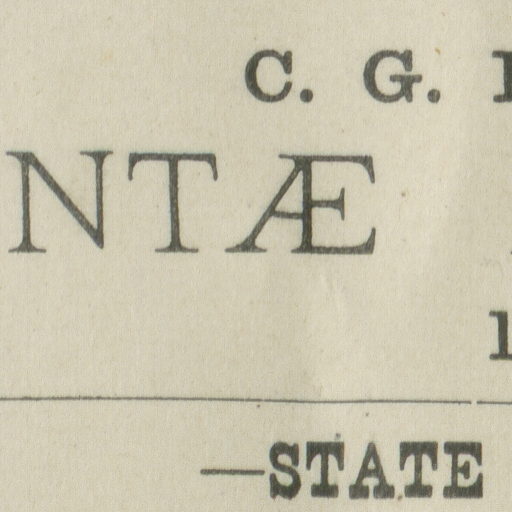 C. G.
NTÆ
—STATE